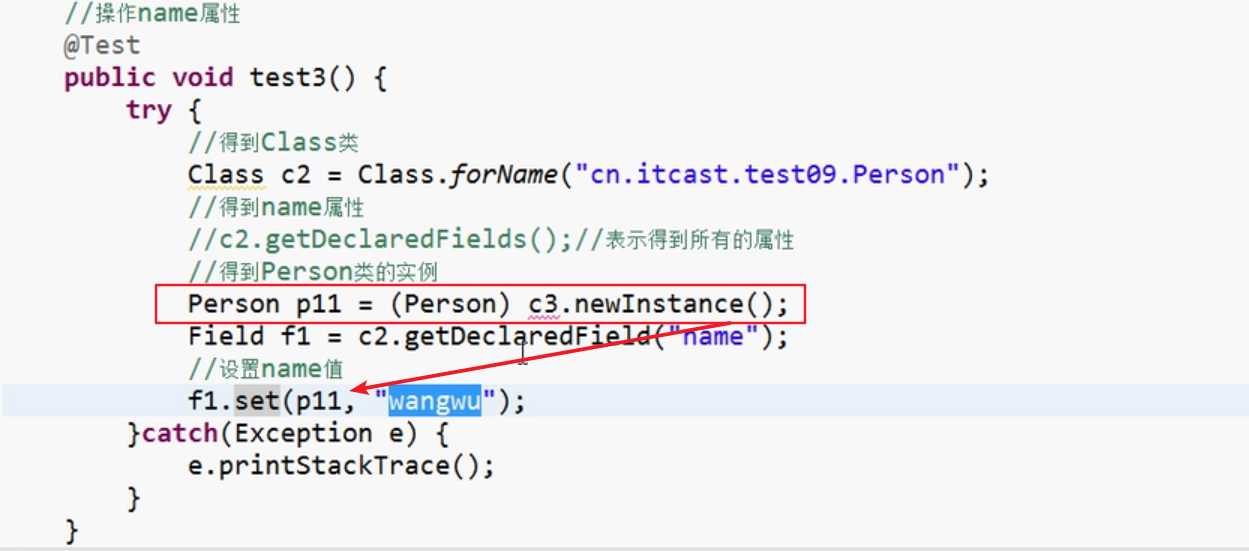 //操作name属性
@Test
public void test3() {
try {
//得到Class类
Class c2 = Class.forName("cn.itcast.test09.Person");
//得到name属性
//c2.getDeclaredFields();//表示得到所有的属性
//得到Person类的实例
Person p11 = (Person) c3.newInstance();
Field f1 = c2.getDeclaredField("name");
//设置name值
f1.set(p11, "wangwu");
}catch(Exception e) {
e.printStackTrace();
}
}